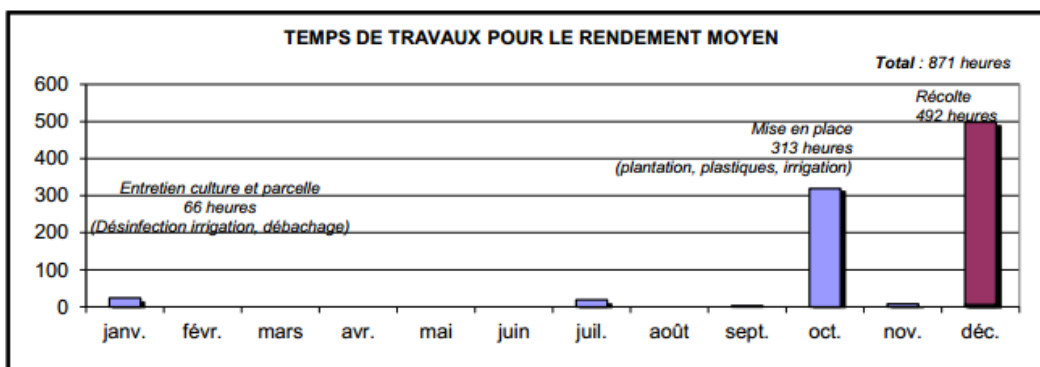 TEMPS DE TRAVAUX POUR LE RENDEMENT MOYEN
Total : 871 heures
600
500
400
300
200
100
0
Récolte
492 heures
Mise en place
313 heures
(plantation, plastiques, irrigation)
Entretien culture et parcelle
66 heures
(Désinfection irrigation, débachage)
janv. févr. mars avr. mai juin juil. août sept. oct. nov. déc.